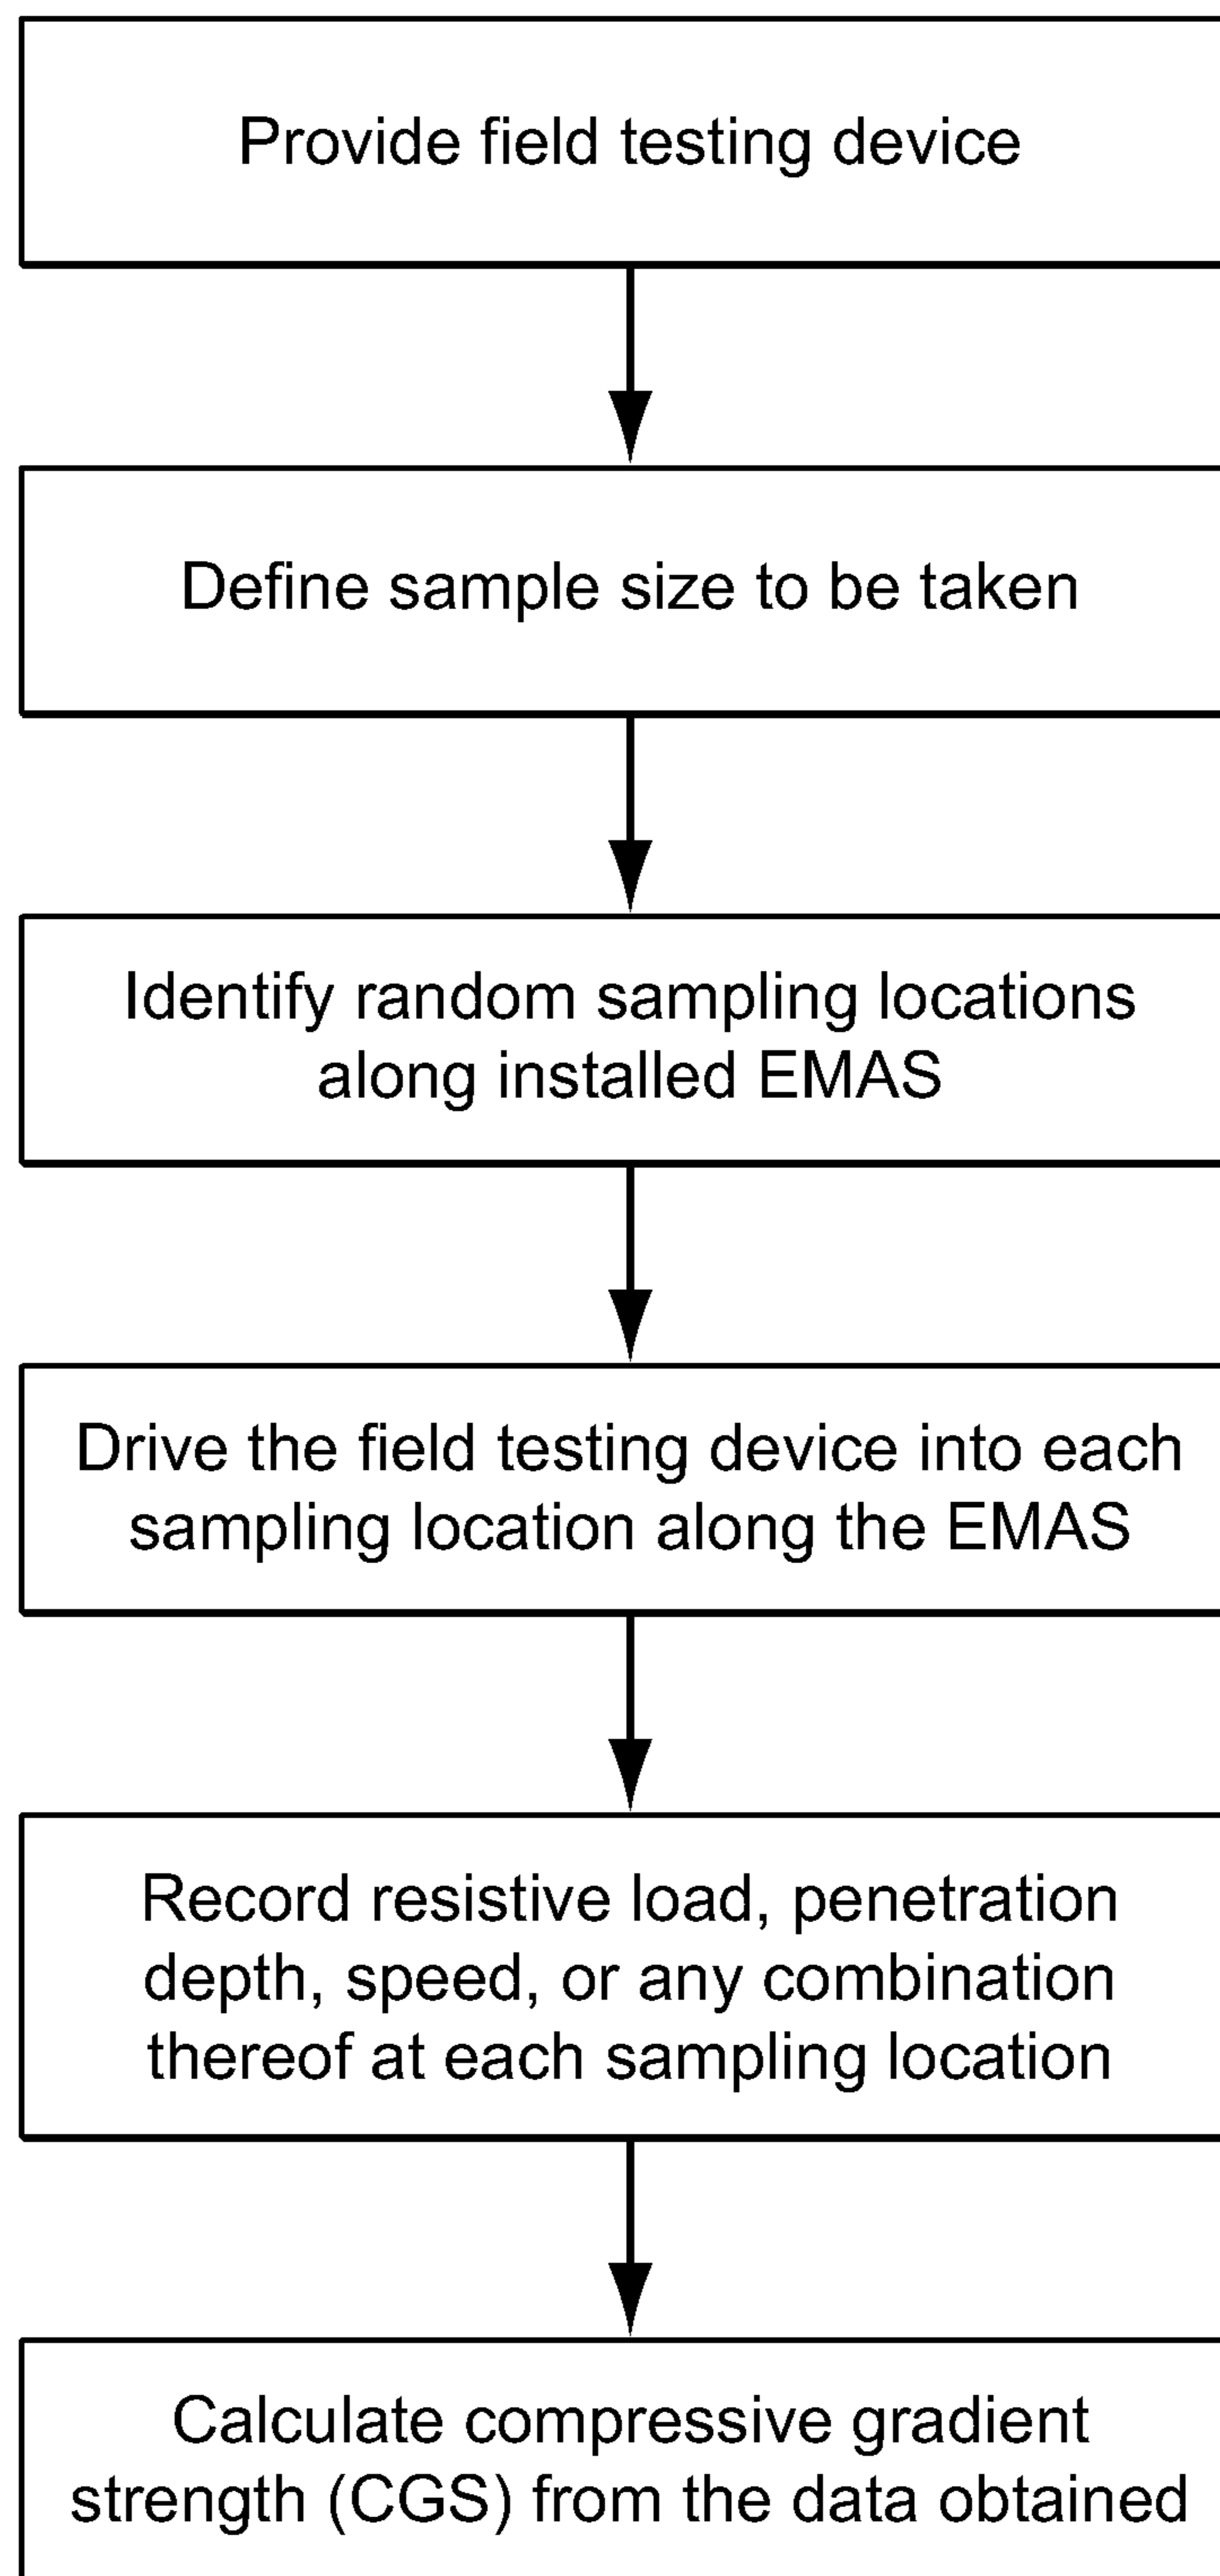 Provide field testing device
Define sample size to be taken
Identify random sampling locations
along installed EMAS
Drive the field testing device into each
sampling location along the EMAS
Record resistive load, penetration
depth, speed, or any combination
thereof at each sampling location
Calculate compressive gradient
strength (CGS) from the data obtained